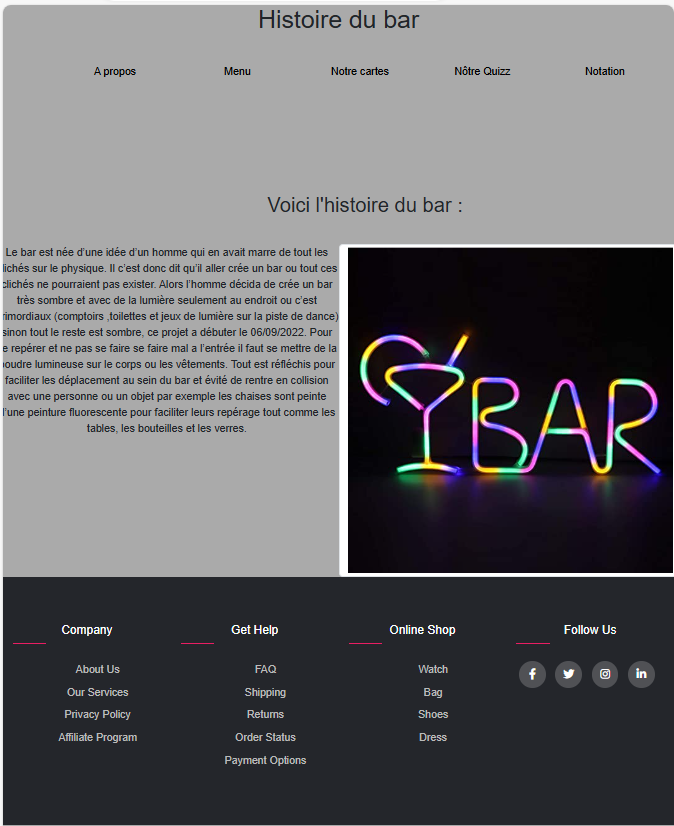 Histoire du bar
A propos Menu Notre cartes Nôtre Quizz Notation
Voici l'histoire du bar :
Le bar est née d'une idée d'un homme qui en avait marre de tout les
lichés sur le physique. Il c'est donc dit qu'il aller crée un bar ou tout ces
clichés ne pourraient pas exister. Alors l'homme décida de crée un bar
très sombre et avec de la lumière seulement au endroit ou c'est
rimordiaux (comptoirs ,toilettes et jeux de lumière sur la piste de dance)
sinon tout le reste est sombre, ce projet a débuter le 06/09/2022. Pour
e repérer et ne pas se faire se faire mal a l'entrée il faut se mettre de la
poudre lumineuse sur le corps ou les vêtements. Tout est réfléchis pour
faciliter les déplacement au sein du bar et évité de rentre en collision
avec une personne ou un objet par exemple les chaises sont peinte
d'une peinture fluorescente pour faciliter leurs repérage tout comme les
tables, les bouteilles et les verres.
BAR
Company Get Help Online Shop Follow Us
About Us FAQ Watch
Our Services Shipping Bag
Privacy Policy Returns Shoes
Affiliate Program Order Status Dress
Payment Options